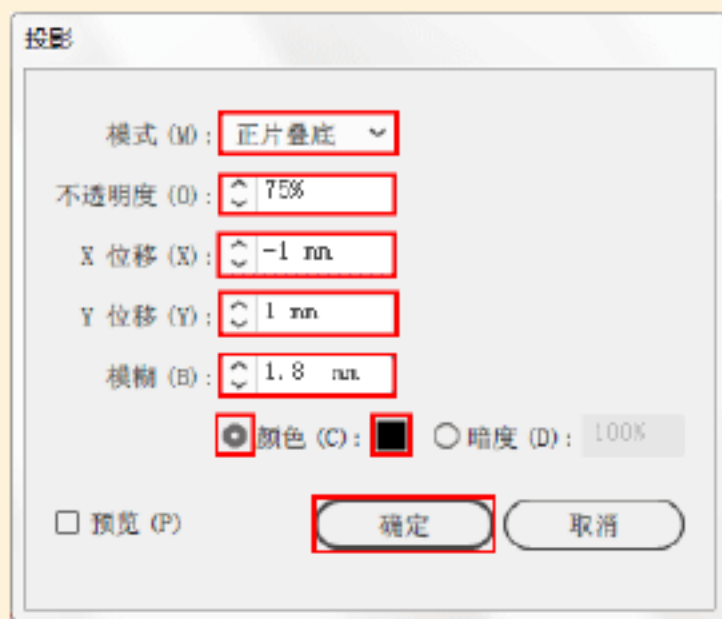 投影
模式 (M): 正片叠底
不透明度 (O): 75%
X 位移 (X): -1 mm
Y 位移 (Y): 1 mm
模糊 (B): 1.8 mm
颜色 (C): 暗度 (D): 100%
预览 (P) 确定 取消